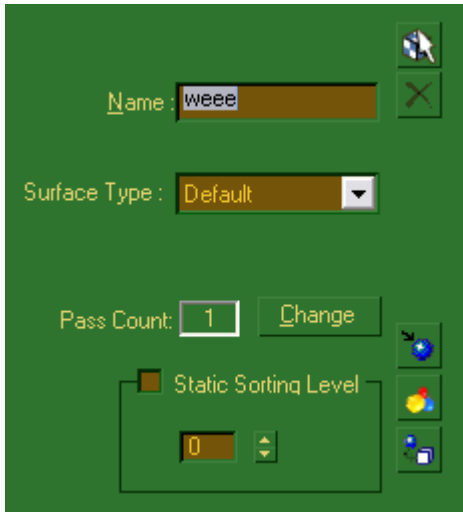 Name : weee
Surface Type : Default
Pass Count: 1 Change
Static Sorting Level
0